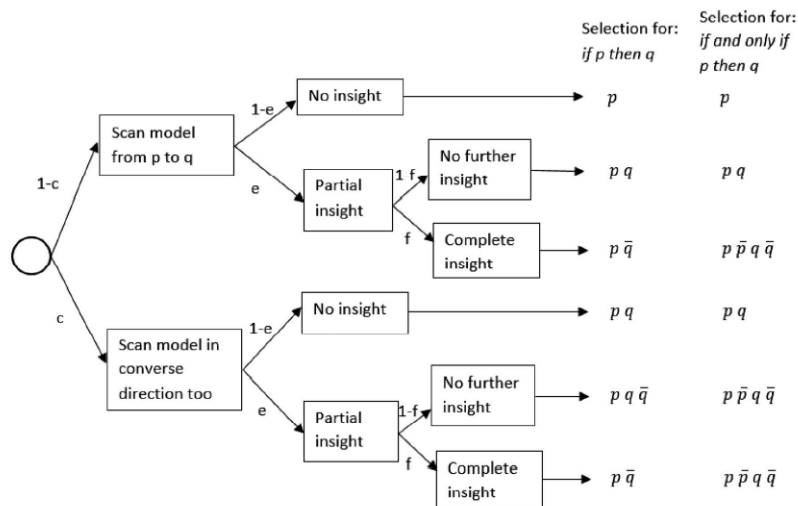 Selection for:
if p then q
Selection for:
if and only if
p then q
No insight
p
p
1-e
Scan model
from p to q
1-c
e
Partial
insight
1 f
No further
insight
p q
p q
f
Complete
insight
p q̄
p p̄ q q̄
c
Scan model in
converse
direction too
1-e
No insight
p q
p q
e
Partial
insight
1-f
No further
insight
p q q̄
p p̄ q q̄
f
Complete
insight
p q̄
p p̄ q q̄